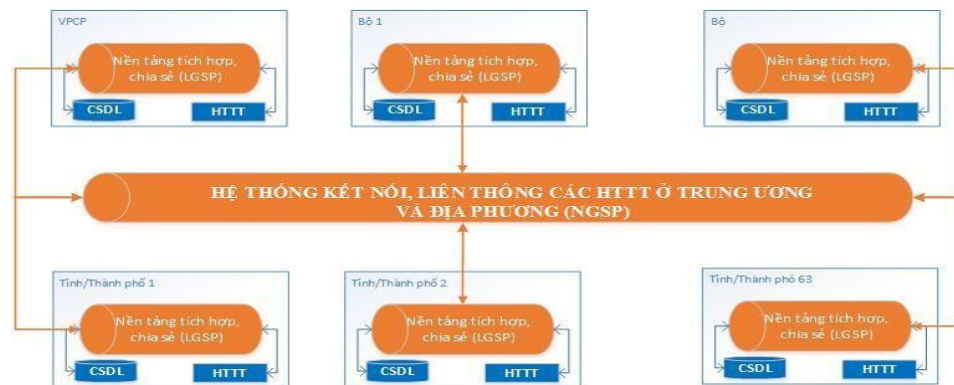 VPCP
Nền tảng tích hợp,
chia sẻ (LGSP)
CSDL
HTTT
Bộ 1
Nền tảng tích hợp,
chia sẻ (LGSP)
CSDL
HTTT
Bộ
Nền tảng tích hợp,
chia sẻ (LGSP)
CSDL
HTTT
HỆ THỐNG KẾT NỐI, LIÊN THÔNG CÁC HTTT Ở TRUNG ƯƠNG
VÀ ĐỊA PHƯƠNG (NGSP)
Tỉnh/Thành phố 1
Nền tảng tích hợp,
chia sẻ (LGSP)
CSDL
HTTT
Tỉnh/Thành phố 2
Nền tảng tích hợp,
chia sẻ (LGSP)
CSDL
HTTT
Tỉnh/Thành phố 63
Nền tảng tích hợp,
chia sẻ (LGSP)
CSDL
HTTT